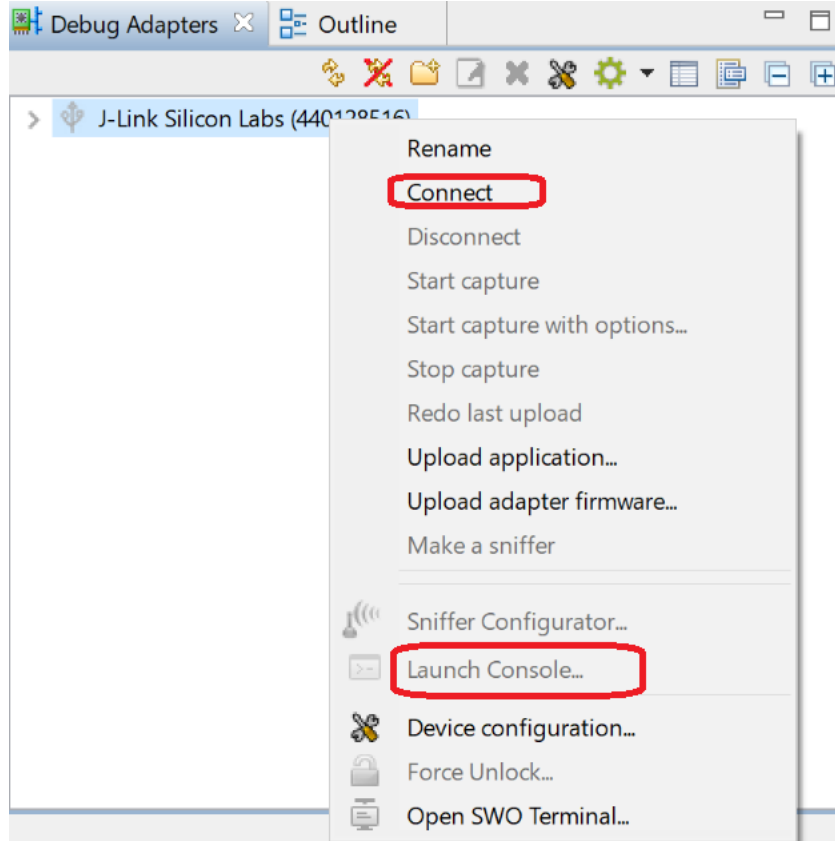 Debug Adapters
Outline
J-Link Silicon Labs (440128516)
Rename
Connect
Disconnect
Start capture
Start capture with options...
Stop capture
Redo last upload
Upload application...
Upload adapter firmware...
Make a sniffer
Sniffer Configurator...
Launch Console...
Device configuration...
Force Unlock...
Open SWO Terminal...